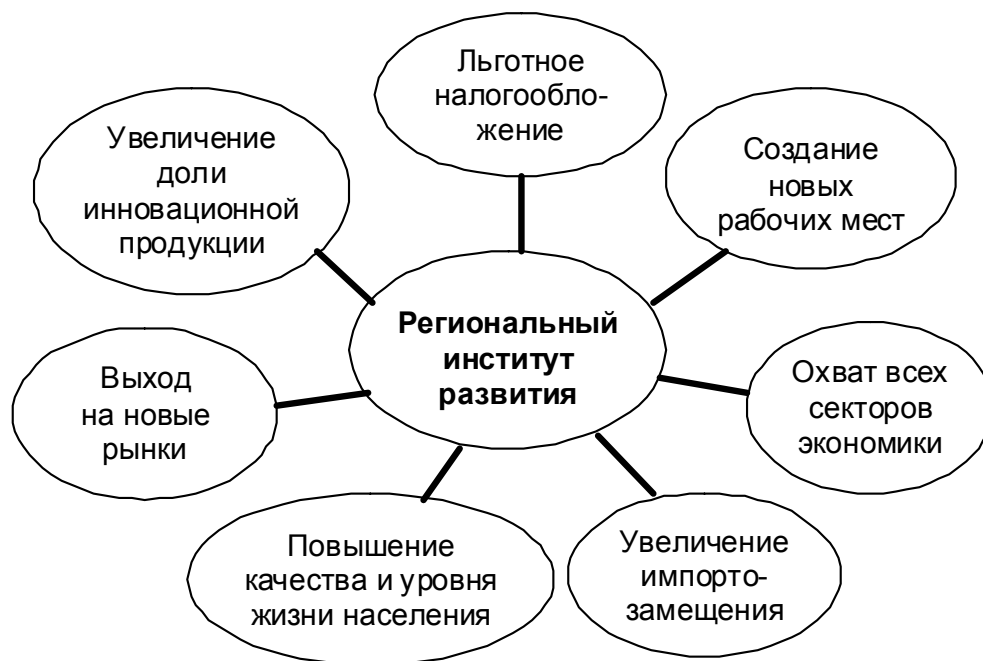 Льготное
налогообло-
жение
Увеличение
доли
инновационной
продукции
Создание
новых
рабочих мест
Региональный
институт
развития
Выход
на новые
рынки
Охват всех
секторов
экономики
Повышение
качества и уровня
жизни населения
Увеличение
импорто-
замещения